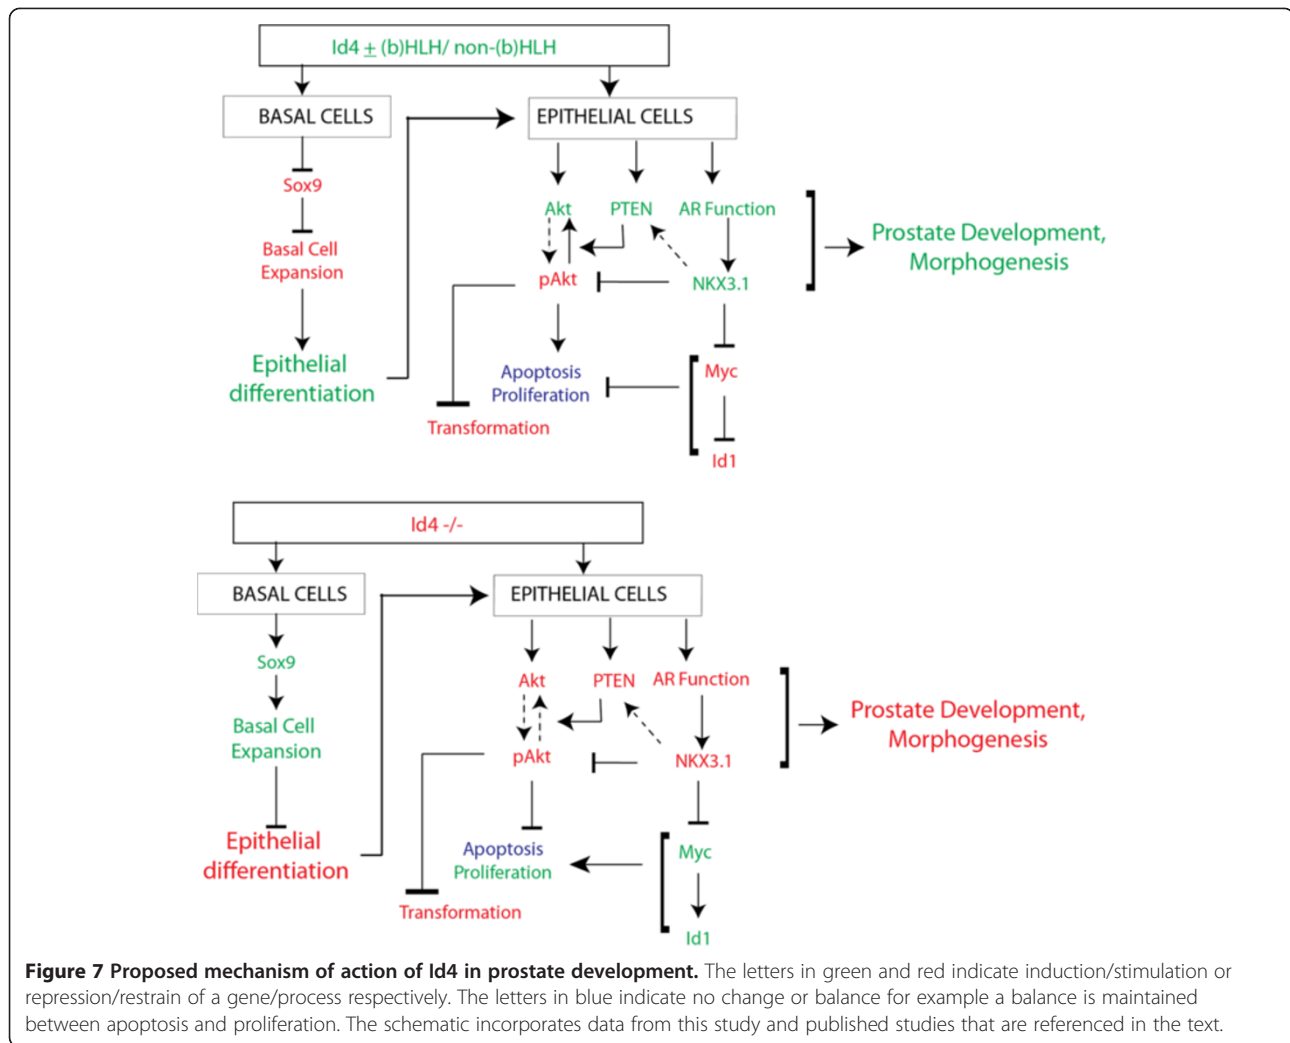 Id4 ± (b)HLH/ non-(b)HLH
BASAL CELLS
EPITHELIAL CELLS
Sox9
Akt
PTEN
AR Function
Basal Cell
Expansion
pAkt
NKX3.1
Prostate Development,
Morphogenesis
Epithelial
differentiation
Apoptosis
Proliferation
Myc
Transformation
Id1
Id4 -/-
BASAL CELLS
EPITHELIAL CELLS
Sox9
Akt
PTEN
AR Function
Basal Cell
Expansion
pAkt
NKX3.1
Prostate Development,
Morphogenesis
Epithelial
differentiation
Apoptosis
Proliferation
Myc
Transformation
Id1
Figure 7 Proposed mechanism of action of Id4 in prostate development. The letters in green and red indicate induction/stimulation or
repression/restrain of a gene/process respectively. The letters in blue indicate no change or balance for example a balance is maintained
between apoptosis and proliferation. The schematic incorporates data from this study and published studies that are referenced in the text.